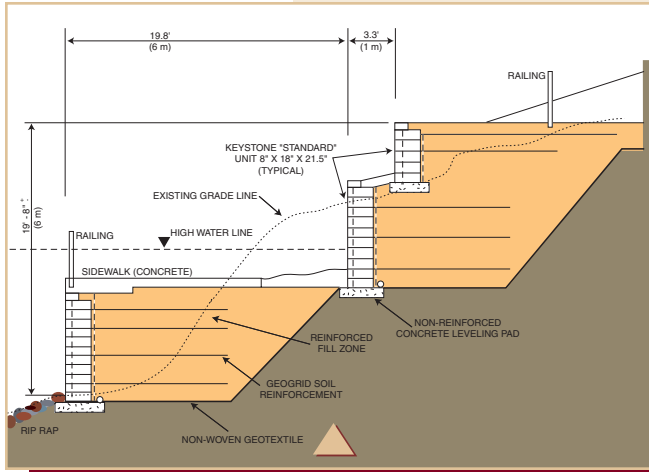 19.8'
(6 m)
3.3'
(1 m)
RAILING
KEYSTONE "STANDARD"
UNIT 8" X 18" X 21.5"
(TYPICAL)
EXISTING GRADE LINE
19' - 8" ±
(6 m)
HIGH WATER LINE
RAILING
SIDEWALK (CONCRETE)
NON-REINFORCED
CONCRETE LEVELING PAD
REINFORCED
FILL ZONE
GEOGRID SOIL
REINFORCEMENT
RIP RAP
NON-WOVEN GEOTEXTILE